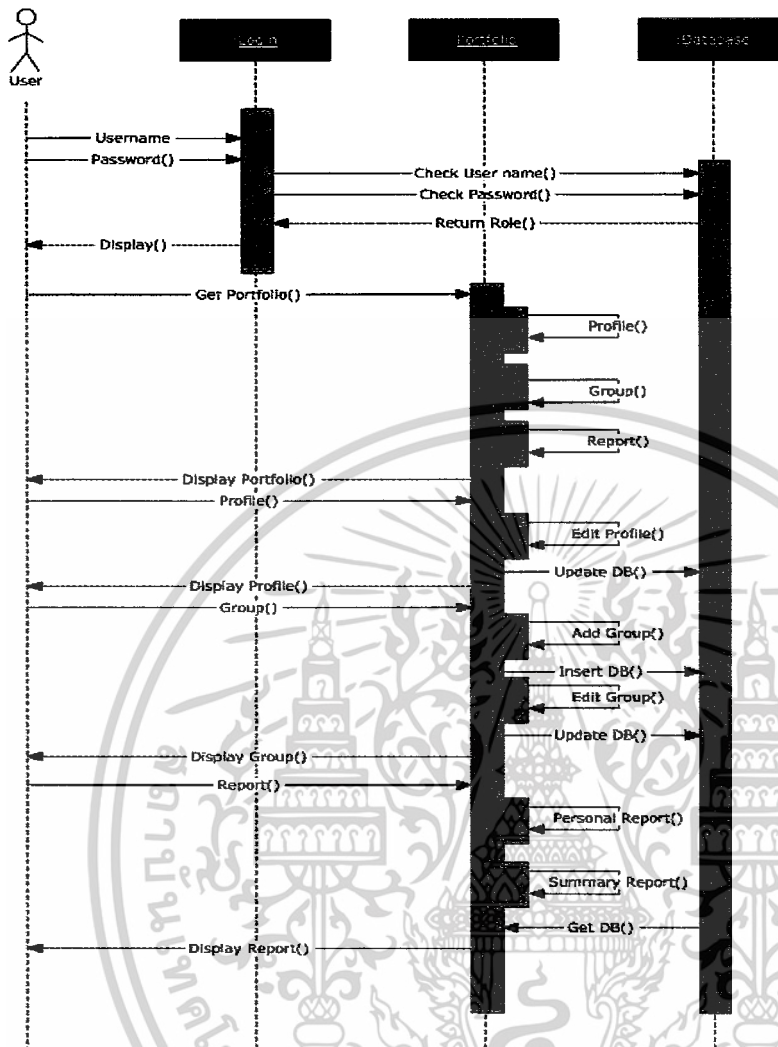 :Login
:Portfolio
:Database
User
Username
Password()
Check User name()
Check Password()
Return Role()
Display()
Get Portfolio()
Profile()
Group()
Report()
Display Portfolio()
Profile()
Edit Profile()
Update DB()
Display Profile()
Group()
Add Group()
Insert DB()
Edit Group()
Update DB()
Display Group()
Report()
Personal Report()
Summary Report()
Get DB()
Display Report()